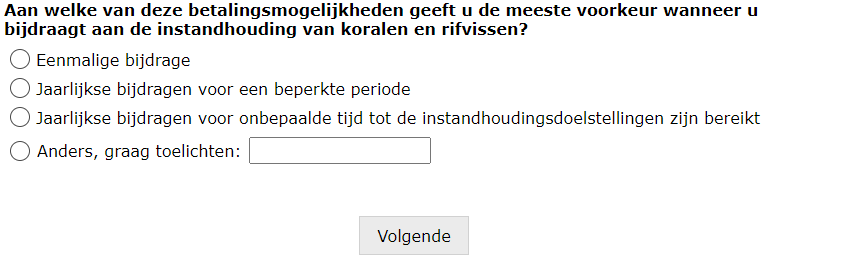 Aan welke van deze betalingsmogelijkheden geeft u de meeste voorkeur wanneer u
bijdraagt aan de instandhouding van koralen en rifvissen?
Eenmalige bijdrage
Jaarlijkse bijdragen voor een beperkte periode
Jaarlijkse bijdragen voor onbepaalde tijd tot de instandhoudingsdoelstellingen zijn bereikt
Anders, graag toelichten:
Volgende